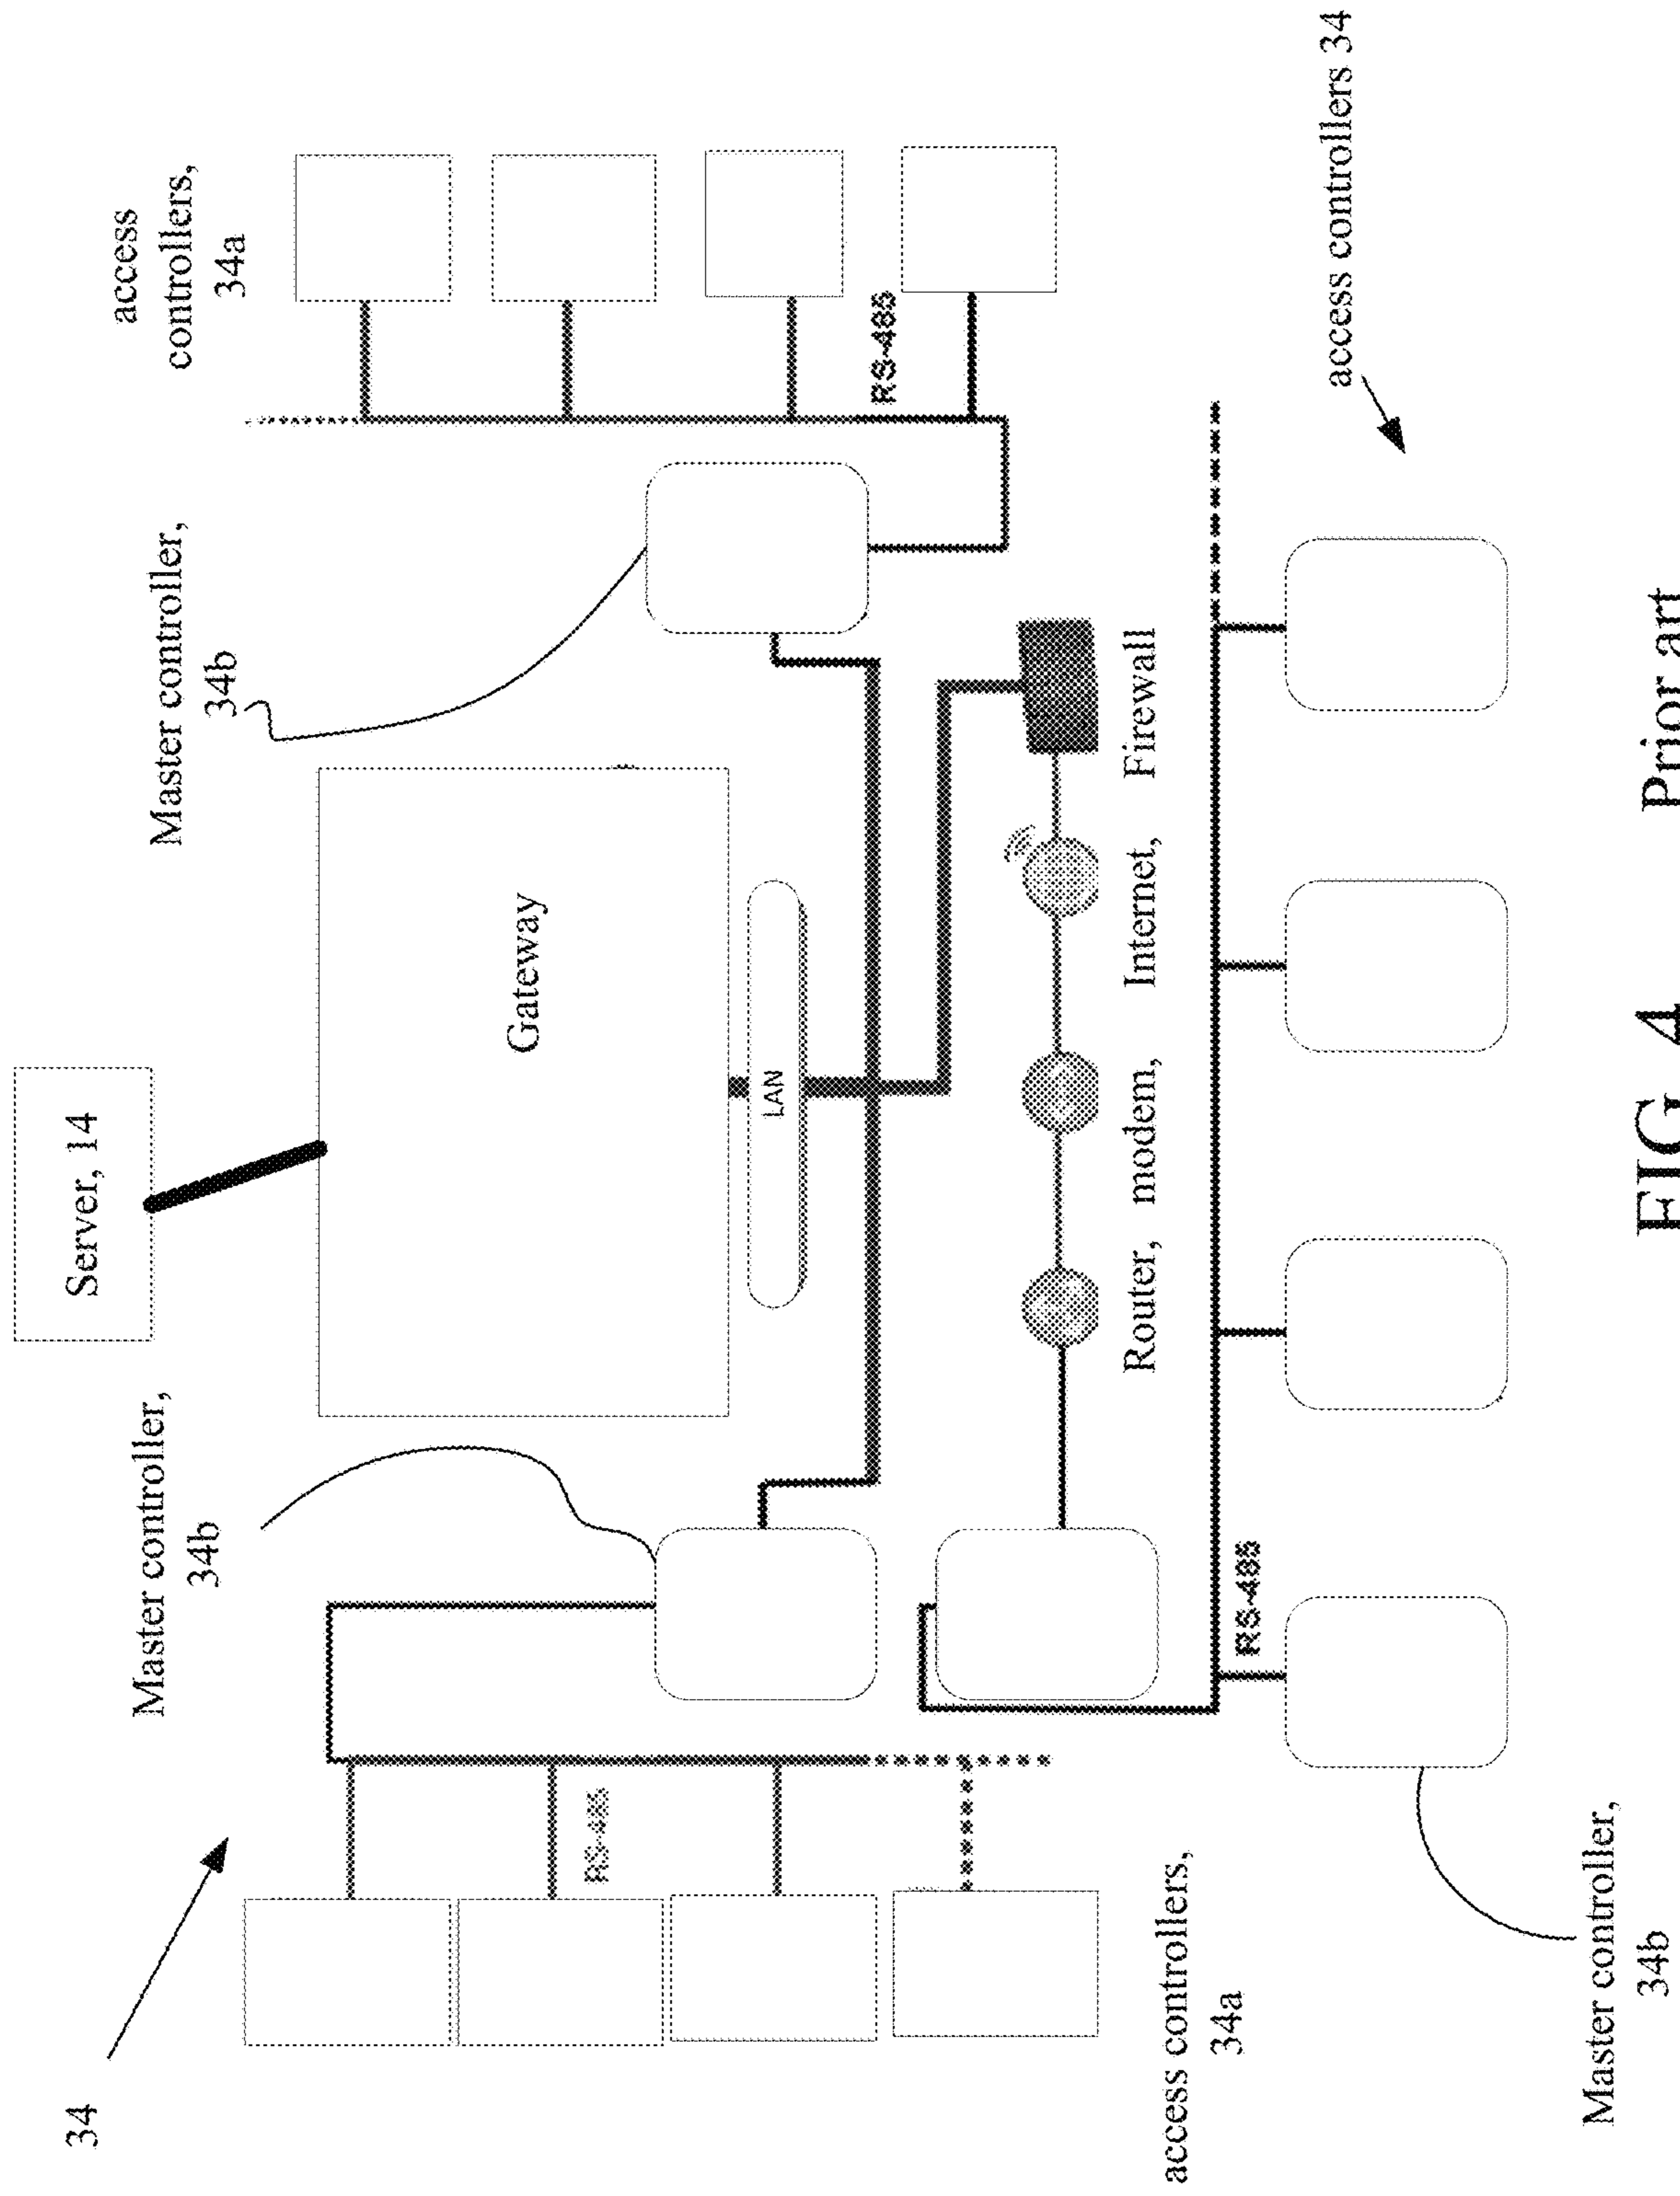 Server, 14
Gateway
LAN
Master controller,
34b
Master controller,
34b
access
controllers,
34a
RS-485
34
RS-485
access controllers,
34a
Router, modem, Internet, Firewall
RS-485
access controllers 34
Master controller,
34b
FIG. 4 Prior art